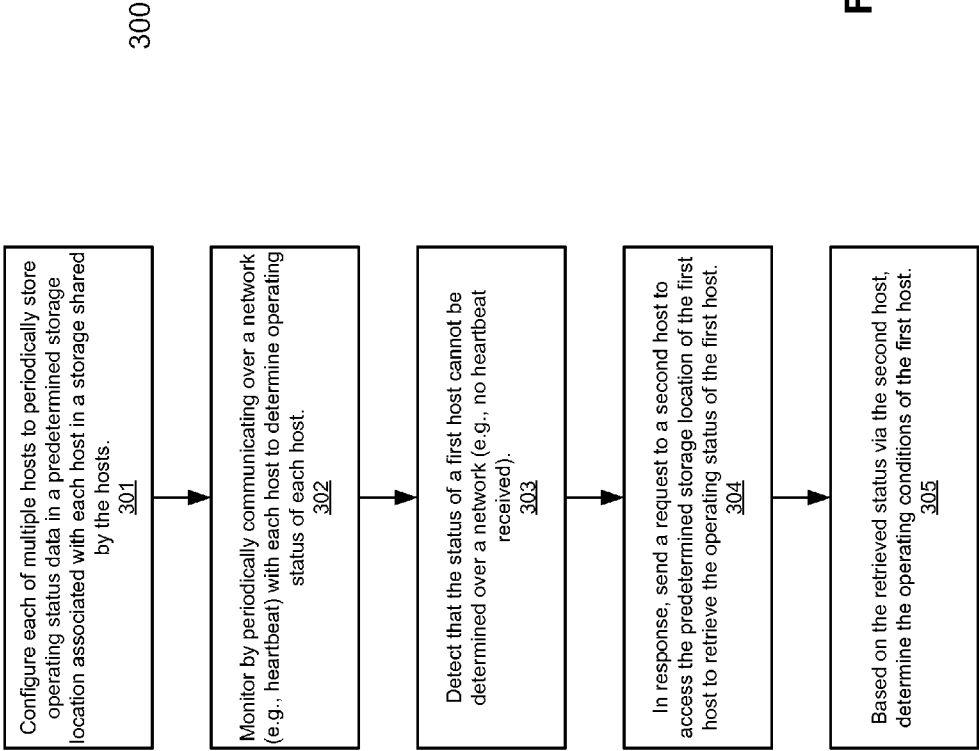 300
Configure each of multiple hosts to periodically store
operating status data in a predetermined storage
location associated with each host in a storage shared
by the hosts.
301
Monitor by periodically communicating over a network
(e.g., heartbeat) with each host to determine operating
status of each host.
302
Detect that the status of a first host cannot be
determined over a network (e.g., no heartbeat
received).
303
In response, send a request to a second host to
access the predetermined storage location of the first
host to retrieve the operating status of the first host.
304
Based on the retrieved status via the second host,
determine the operating conditions of the first host.
305